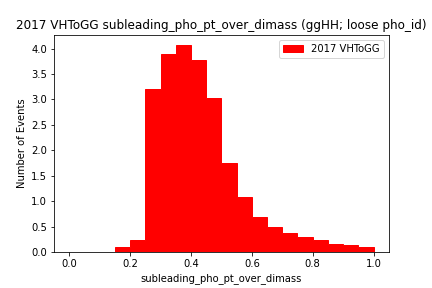 2017 VHToGG subleading_pho_pt_over_dimass (ggHH; loose pho_id)
2017 VHToGG
Number of Events
4.0
3.5
3.0
2.5
2.0
1.5
1.0
0.5
0.0
0.0 0.2 0.4 0.6 0.8 1.0
subleading_pho_pt_over_dimass